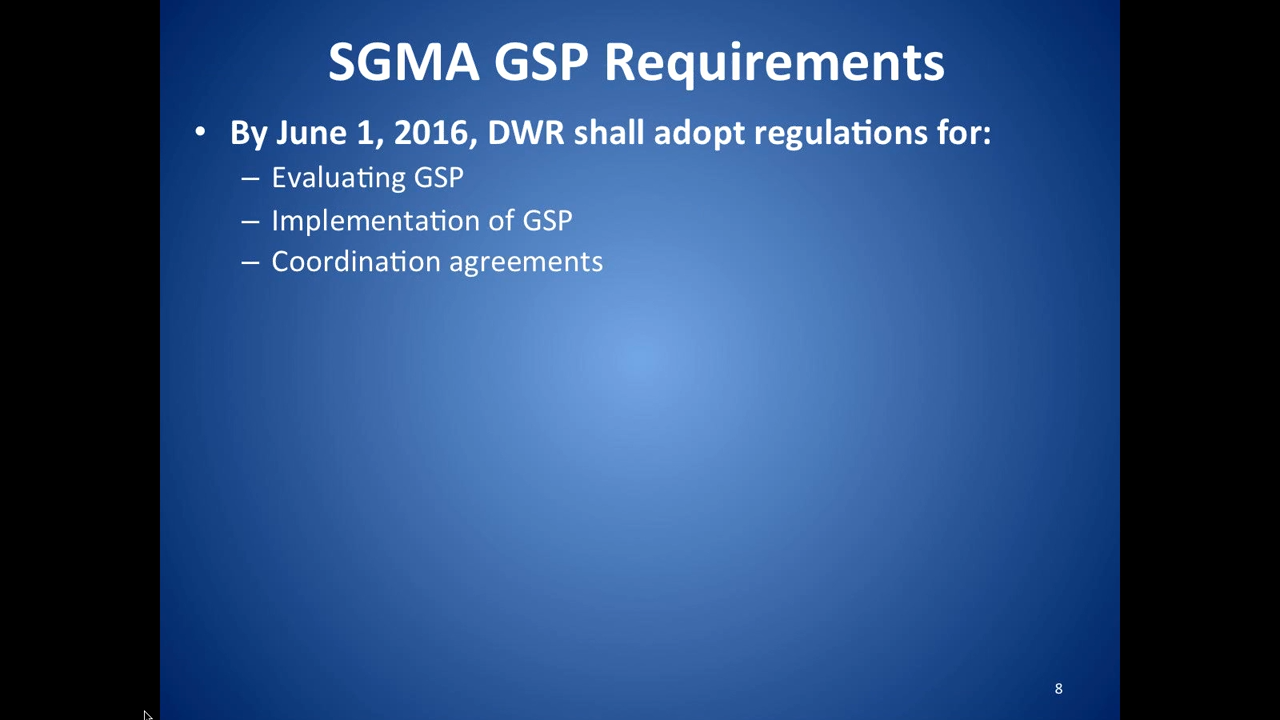 SGMA GSP Requirements
• By June 1, 2016, DWR shall adopt regulations for:
– Evaluating GSP
– Implementation of GSP
– Coordination agreements
8